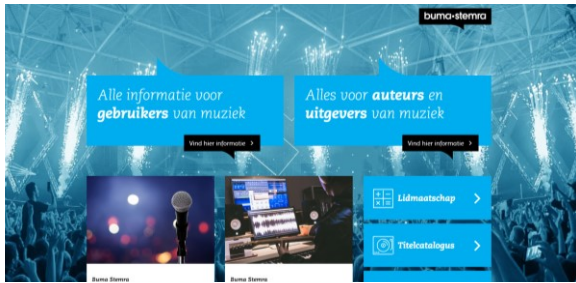 buma•stemra
Alle informatie voor
gebruikers van muziek
Vind hier informatie
Alles voor auteurs en
uitgevers van muziek
Vind hier informatie
Lidmaatschap
Titelcatalogus
Buma Stemra
Buma Stemra